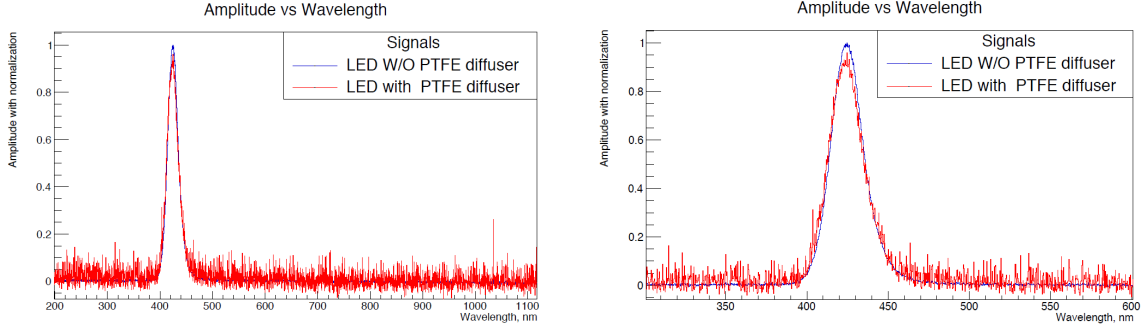 Amplitude vs Wavelength
Amplitude with normalization
1
0.8
0.6
0.4
0.2
0
Signals
LED W/O PTFE diffuser
LED with PTFE diffuser
200 300 400 500 600 700 800 900 1000 1100
Wavelength, nm
Amplitude vs Wavelength
Amplitude with normalization
1
0.8
0.6
0.4
0.2
0
Signals
LED W/O PTFE diffuser
LED with PTFE diffuser
350 400 450 500 550 600
Wavelength, nm